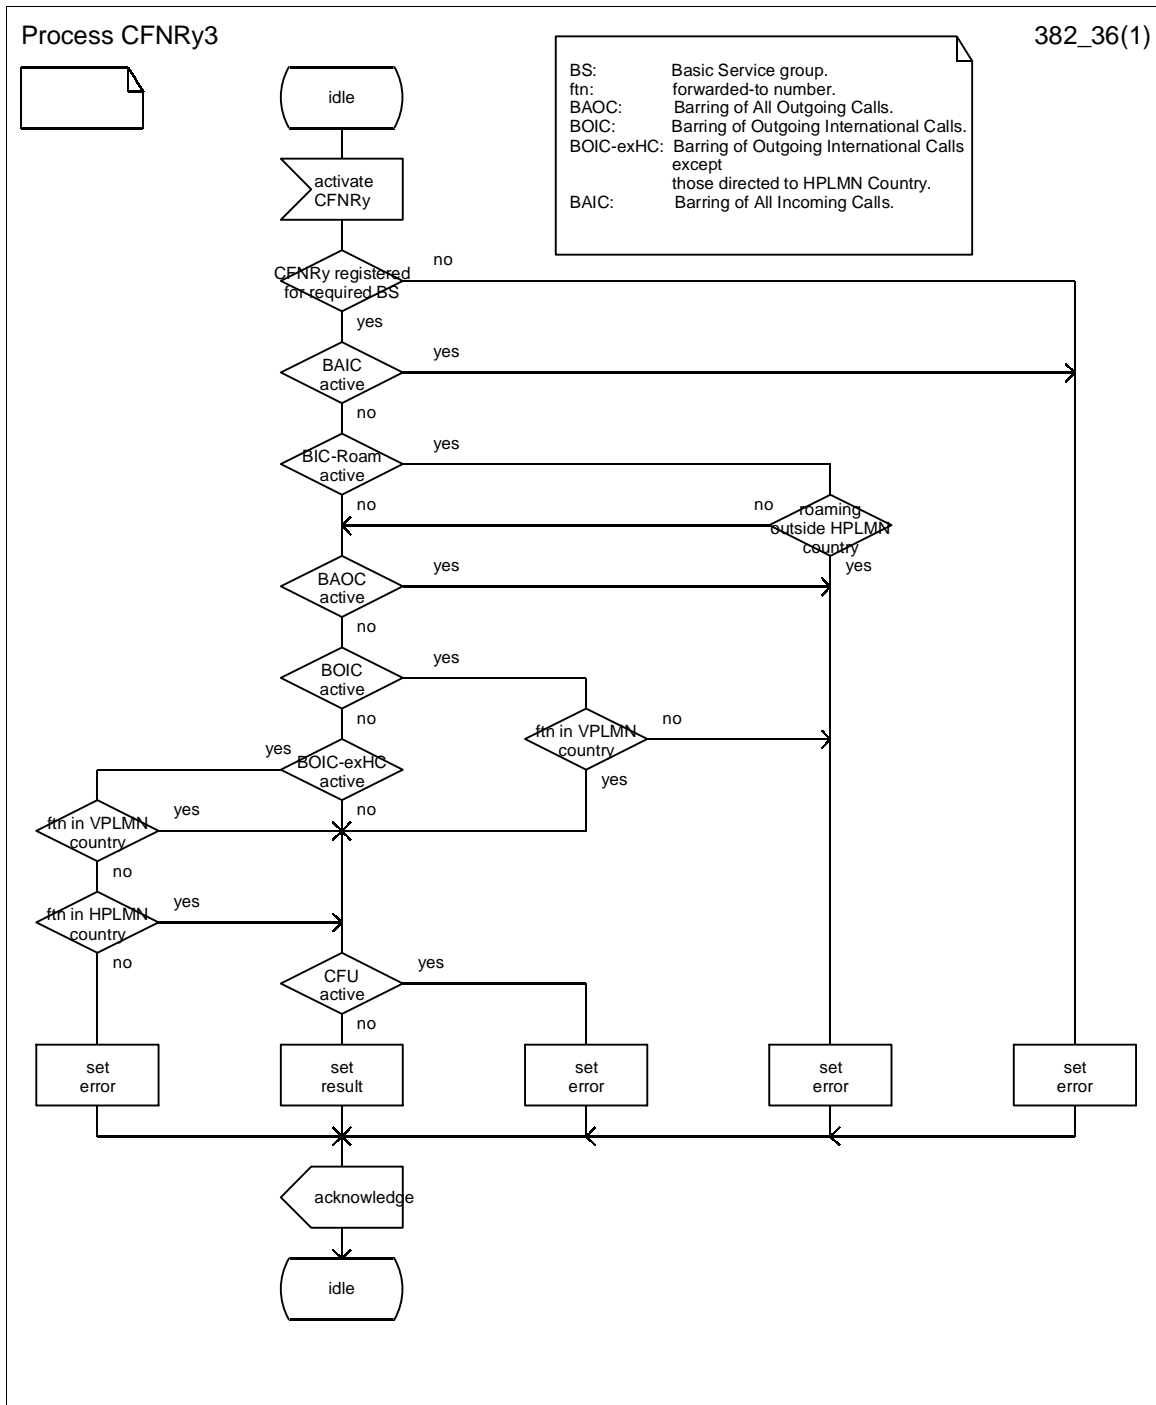 Process CFNRy3
382_36(1)
BS: Basic Service group.
ftn: forwarded-to number.
BAOC: Barring of All Outgoing Calls.
BOIC: Barring of Outgoing International Calls.
BOIC-exHC: Barring of Outgoing International Calls
except
those directed to HPLMN Country.
BAIC: Barring of All Incoming Calls.
idle
activate
CFNRy
CFNRy registered
for required BS
no
yes
BAIC
active
yes
no
BIC-Roam
active
yes
no
roaming
outside HPLMN
country
no
yes
BAOC
active
yes
no
BOIC
active
yes
no
ftn in VPLMN
country
no
yes
BOIC-exHC
active
yes
no
ftn in VPLMN
country
yes
no
ftn in HPLMN
country
yes
no
CFU
active
yes
no
set
error
set
result
set
error
set
error
set
error
acknowledge
idle